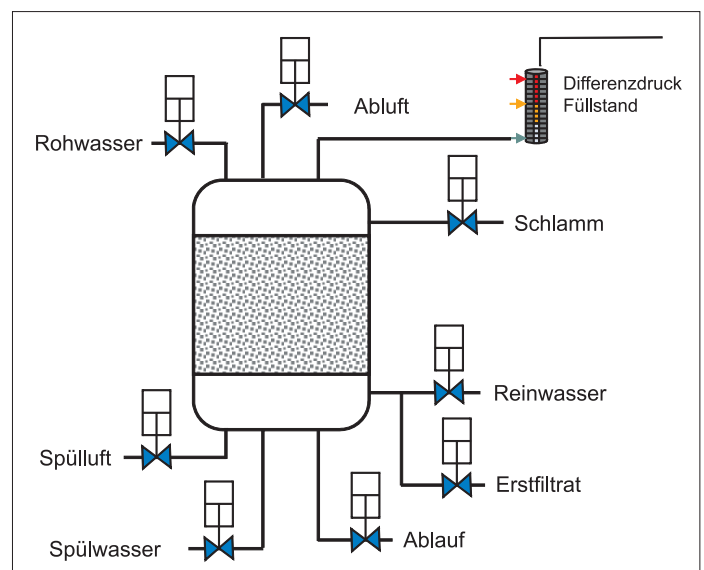 Abluft
Differenzdruck
Füllstand
Rohwasser
Schlamm
Reinwasser
Spülluft
Erstfiltrat
Spülwasser
Ablauf